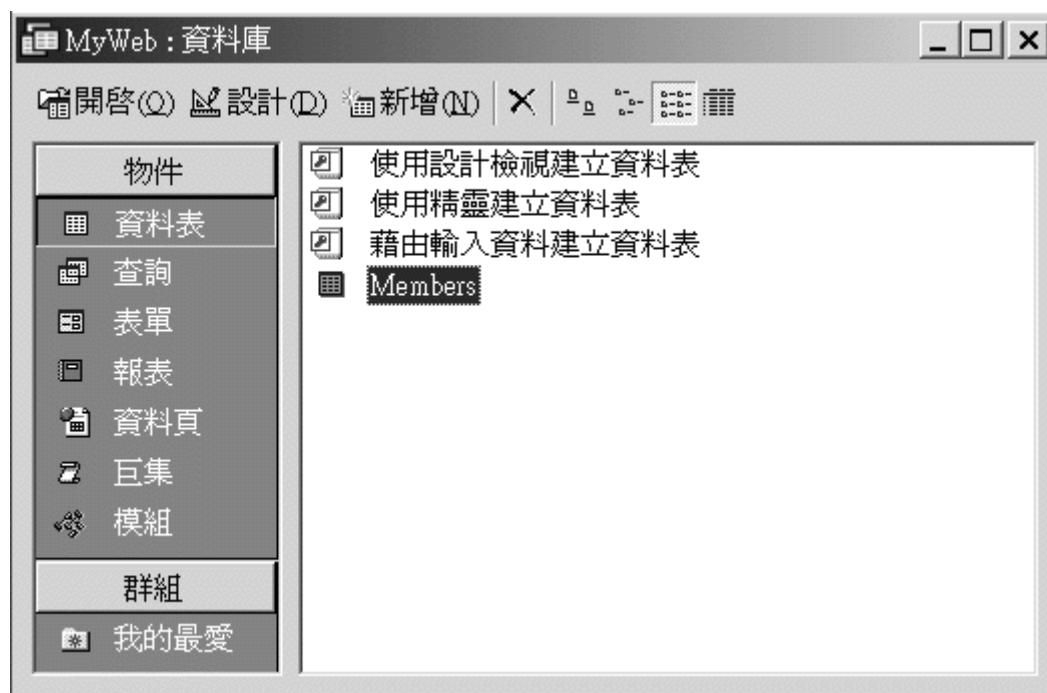 MyWeb : 資料庫
開啓(O) 設計(D) 新增(N)
物件
資料表
查詢
表單
報表
資料頁
巨集
模組
群組
我的最愛
使用設計檢視建立資料表
使用精靈建立資料表
藉由輸入資料建立資料表
Members